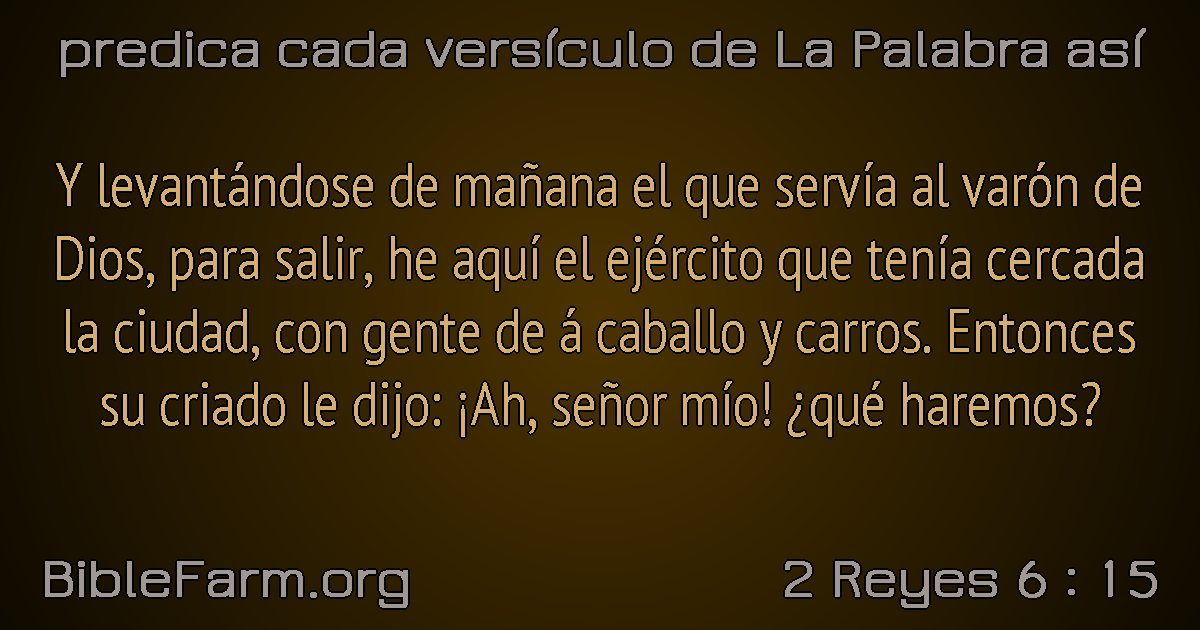 predica cada versículo de La Palabra así
Y levantándose de mañana el que servía al varón de
Dios, para salir, he aquí el ejército que tenía cercada
la ciudad, con gente de á caballo y carros. Entonces
su criado le dijo: ¡Ah, señor mío! ¿qué haremos?
BibleFarm.org
2 Reyes 6 : 15